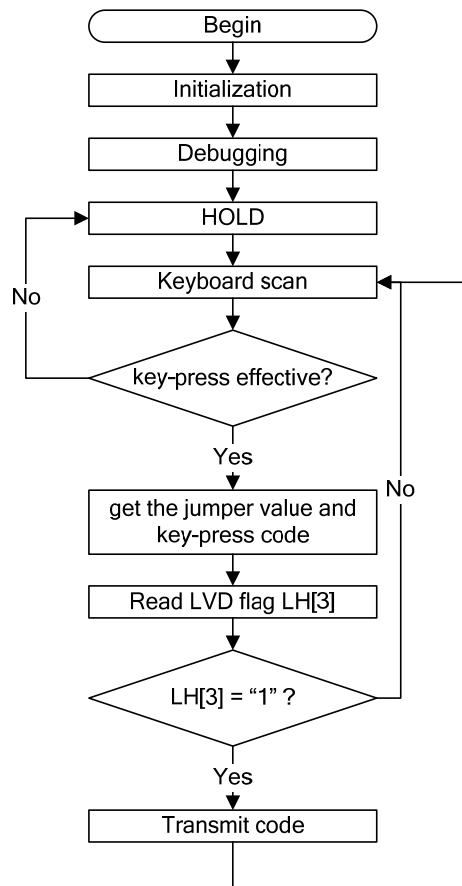 Begin
Initialization
Debugging
HOLD
Keyboard scan
No
key-press effective?
Yes
No
get the jumper value and
key-press code
Read LVD flag LH[3]
LH[3] = “1” ?
Yes
Transmit code